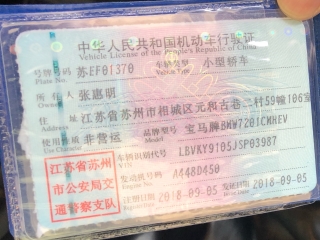 中华人民共和国机动车行驶证
Vehicle License of the People's Republic of China
号牌号码 苏EF01370 车辆类型 小型轿车
Plate No. Vehicle Type
所有人 张惠明
Owner
住址 江苏省苏州市相城区元和古巷二村59幢106室
Address
使用性质 非营运 品牌型号 宝马牌BMW7201CMHEV
Use Character Model
江苏省苏州市公安局交通警察支队
车辆识别代号 LBVKY9105JSP03987
VIN
发动机号码 A448D450
Engine No.
注册日期 2018-09-05 发证日期 2018-09-05
Register Date Issue Date